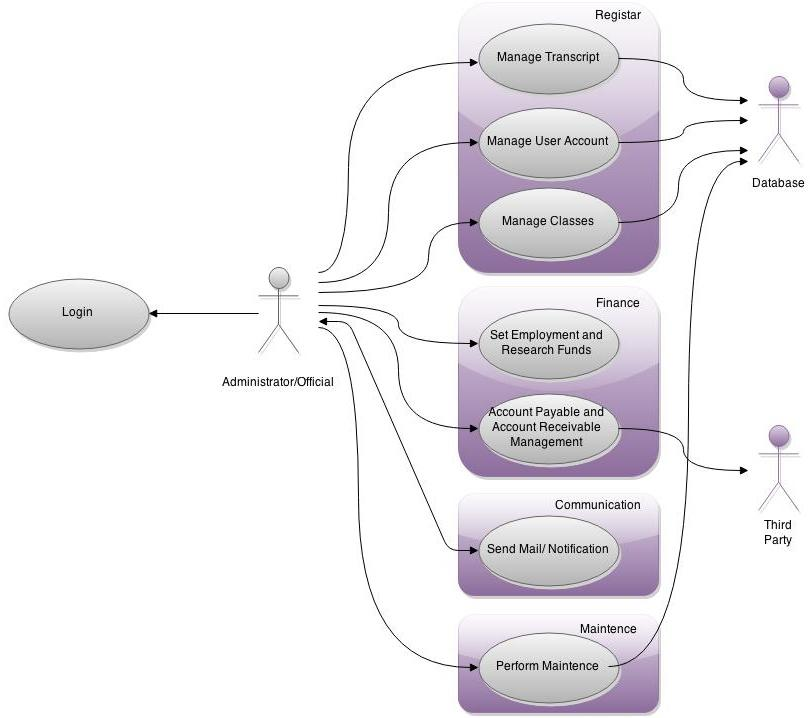 Registar
Manage Transcript
Manage User Account
Manage Classes
Database
Login
Administrator/Official
Finance
Set Employment and
Research Funds
Account Payable and
Account Receivable
Management
Third
Party
Communication
Send Mail/ Notification
Maintence
Perform Maintence